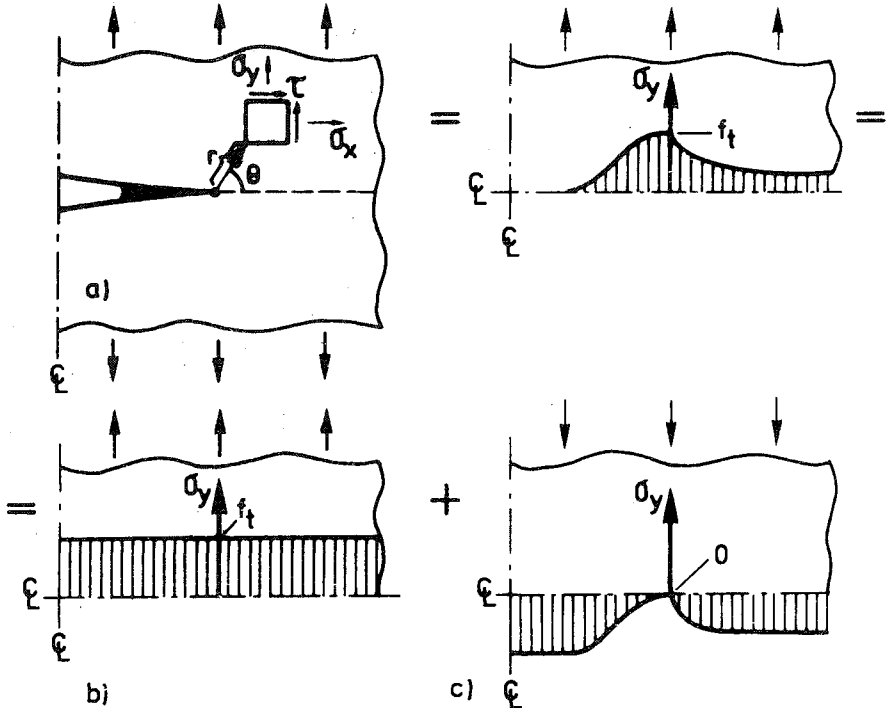 σy
τ
σx
r
θ
a)
℄
=
σy
ft
=
℄
℄
=
σy
ft
℄
℄
b)
+
σy
0
℄
℄
c)